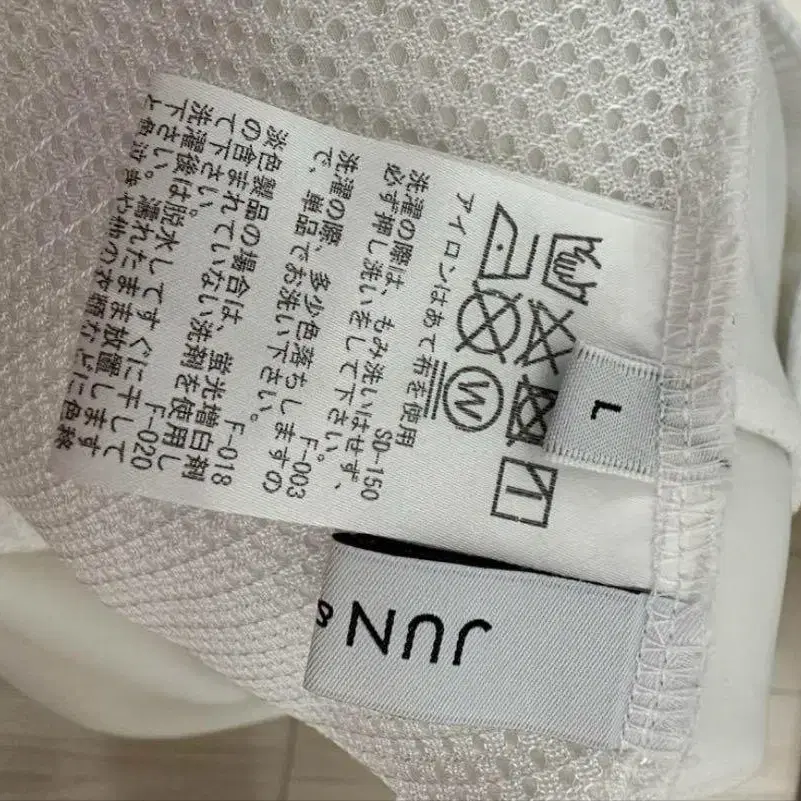 L
W
アイロンはあて布を使用
洗濯の際は、もみ洗いはせず、
必ず押し洗いをして下さい。
SD-150
洗濯の際、多少色落ちしますの
で、単品でお洗い下さい。
F-003
淡色製品の場合は、蛍光増白剤
の含まれていない洗剤を使用し
て下さい。 F-018
洗濯後は脱水してすぐに干して
下さい。濡れたまま放置します
と色泣きや他の衣類などに色移
F-020
JUN